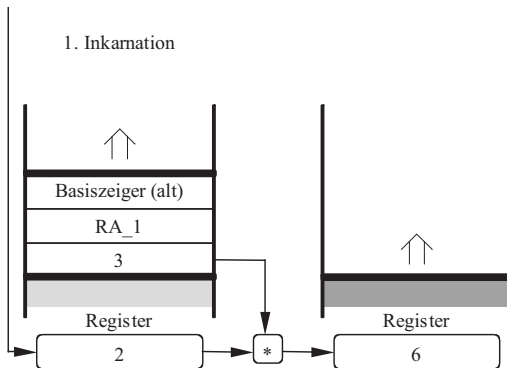 1. Inkarnation
Basiszeiger (alt)
RA_1
3
Register
Register
2
*
6